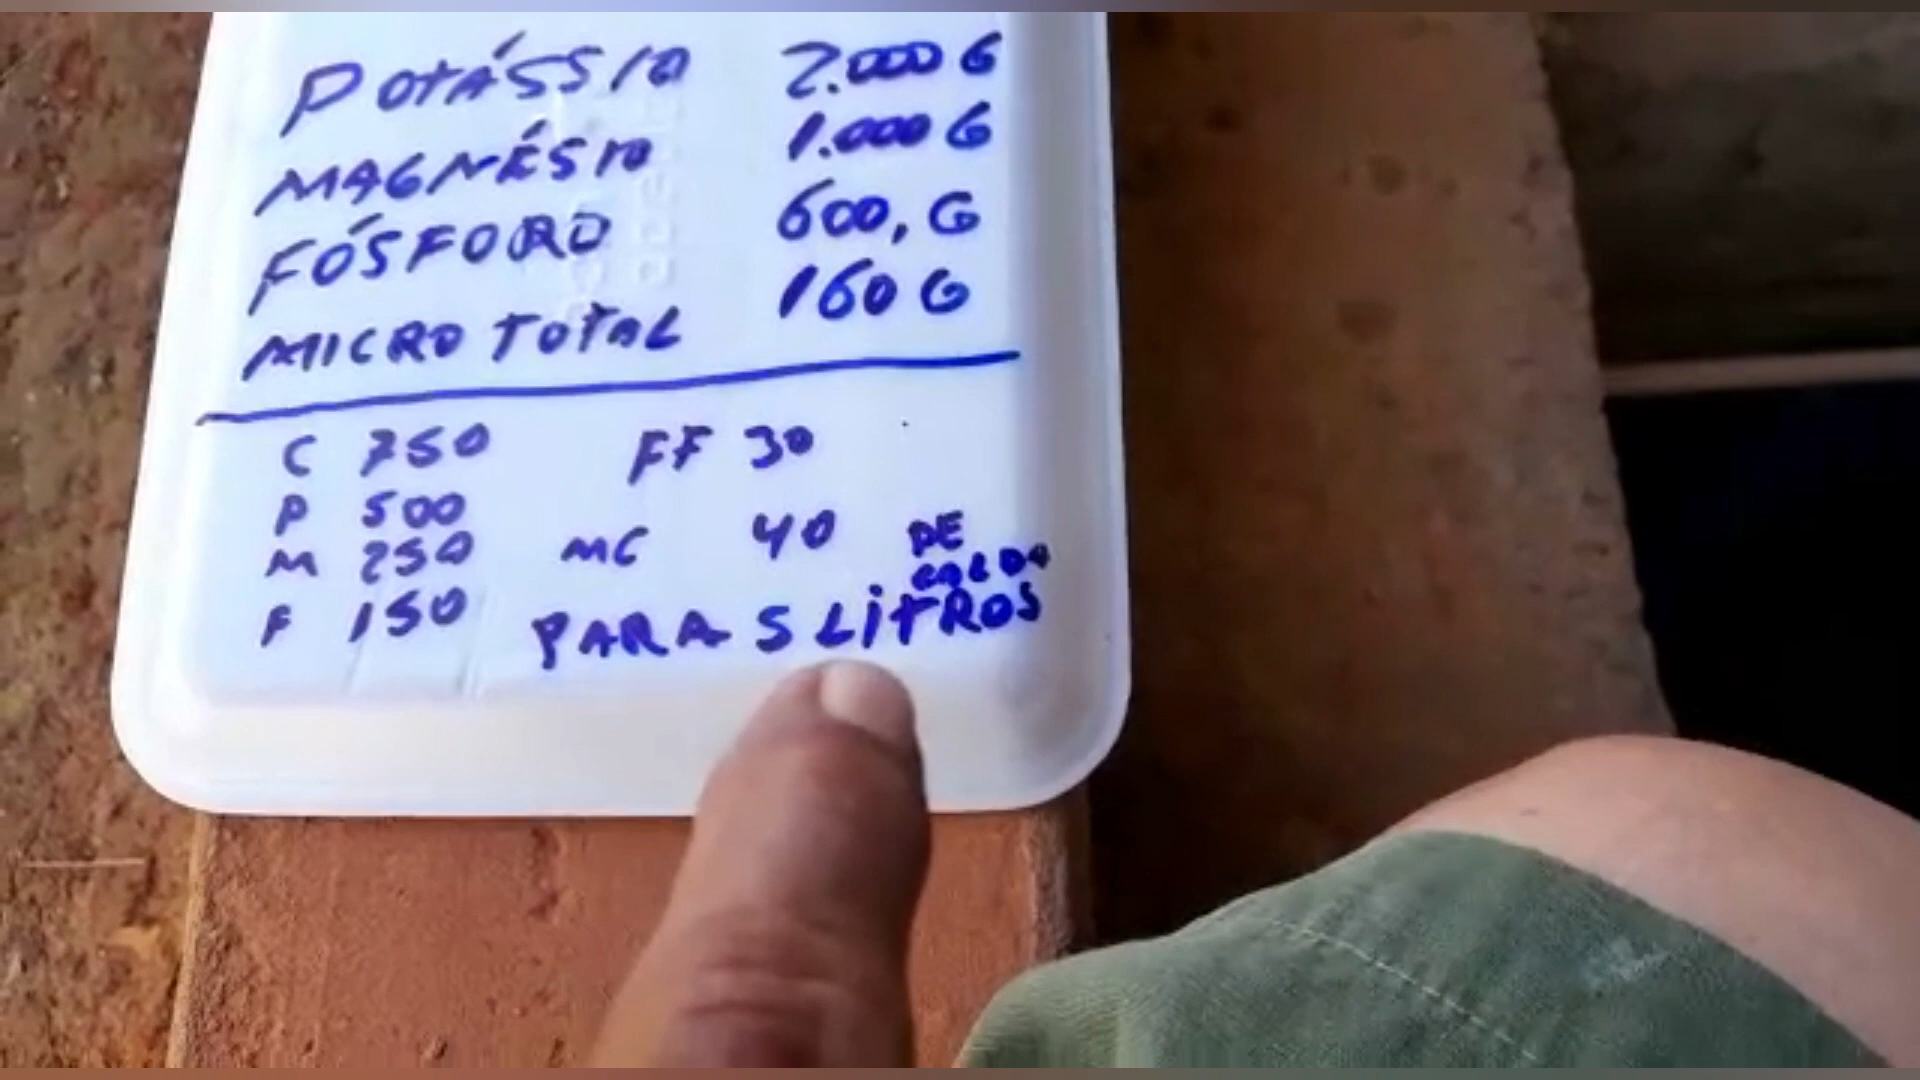 POTÁSSIO 2.000 G
MAGNÉSIO 1.000 G
FÓSFORO 600, G
MICRO TOTAL 160 G
C 750 FF 30
P 500
M 250 MC 40 DE
F 150 PARA 5 LITROS